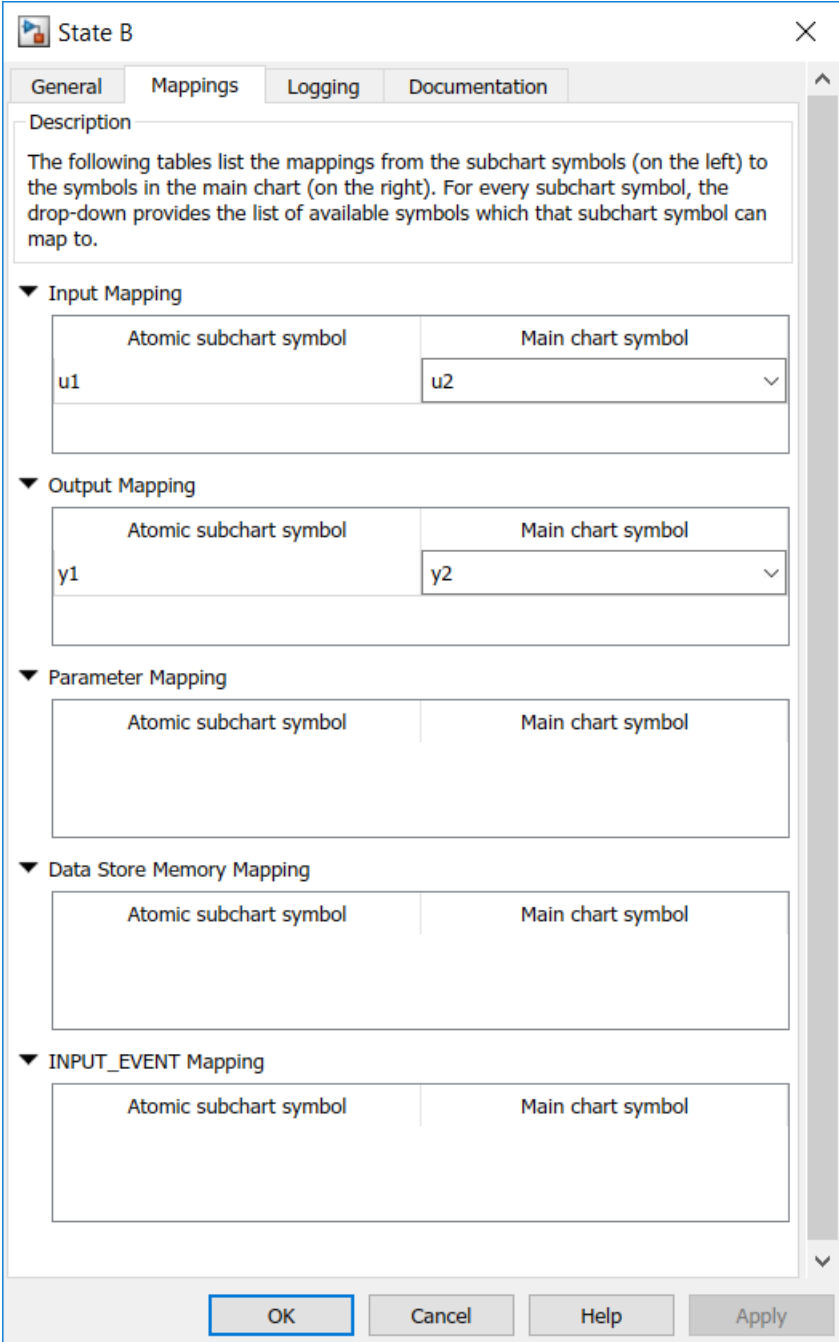 State B
General Mappings Logging Documentation
Description
The following tables list the mappings from the subchart symbols (on the left) to
the symbols in the main chart (on the right). For every subchart symbol, the
drop-down provides the list of available symbols which that subchart symbol can
map to.
Input Mapping
Atomic subchart symbol Main chart symbol
u1 u2
Output Mapping
Atomic subchart symbol Main chart symbol
y1 y2
Parameter Mapping
Atomic subchart symbol Main chart symbol
Data Store Memory Mapping
Atomic subchart symbol Main chart symbol
INPUT_EVENT Mapping
Atomic subchart symbol Main chart symbol
OK Cancel Help Apply